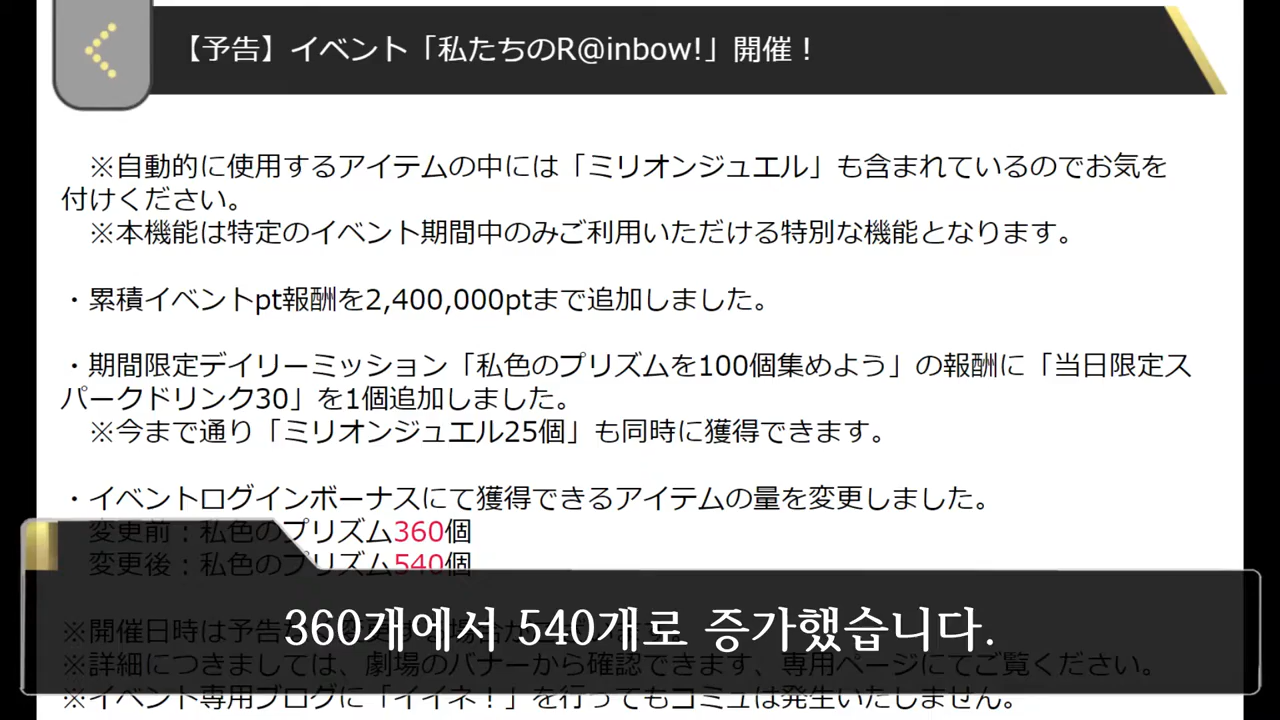 【予告】イベント「私たちのR@inbow!」開催！
※自動的に使用するアイテムの中には「ミリオンジュエル」も含まれているのでお気を
付けください。
※本機能は特定のイベント期間中のみご利用いただける特別な機能となります。
・累積イベントpt報酬を2,400,000ptまで追加しました。
・期間限定デイリーミッション「私色のプリズムを100個集めよう」の報酬に「当日限定ス
パークドリンク30」を1個追加しました。
※今まで通り「ミリオンジュエル25個」も同時に獲得できます。
・イベントログインボーナスにて獲得できるアイテムの量を変更しました。
変更前：私色のプリズム360個
変更後：私色のプリズム540個
360개에서 540개로 증가했습니다.
※開催日時は予告な
※詳細につきましては、劇場のバナーから確認できます、専用ページにてご覧ください。
※イベント専用ブログに「イイネ！」を行ってもコミュは発生いたしません。